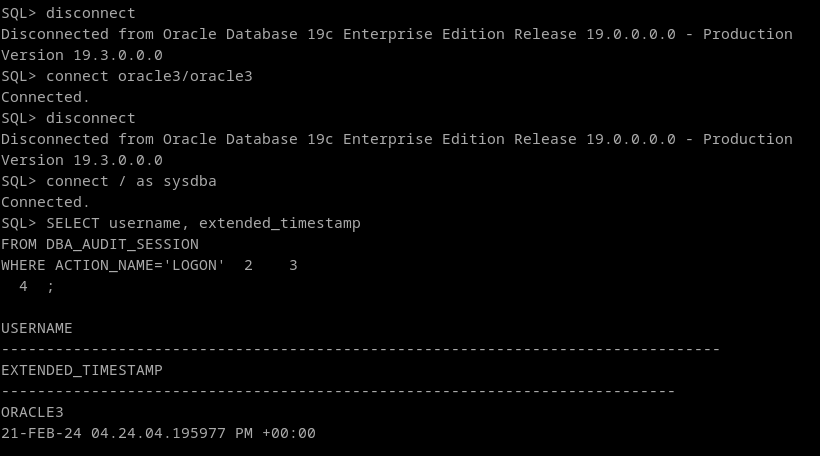 SQL> disconnect
Disconnected from Oracle Database 19c Enterprise Edition Release 19.0.0.0.0 - Production
Version 19.3.0.0.0
SQL> connect oracle3/oracle3
Connected.
SQL> disconnect
Disconnected from Oracle Database 19c Enterprise Edition Release 19.0.0.0.0 - Production
Version 19.3.0.0.0
SQL> connect / as sysdba
Connected.
SQL> SELECT username, extended_timestamp
FROM DBA_AUDIT_SESSION
WHERE ACTION_NAME='LOGON'  2    3
  4  ;

USERNAME
--------------------------------------------------------------------------------
EXTENDED_TIMESTAMP
---------------------------------------------------------------------------
ORACLE3
21-FEB-24 04.24.04.195977 PM +00:00